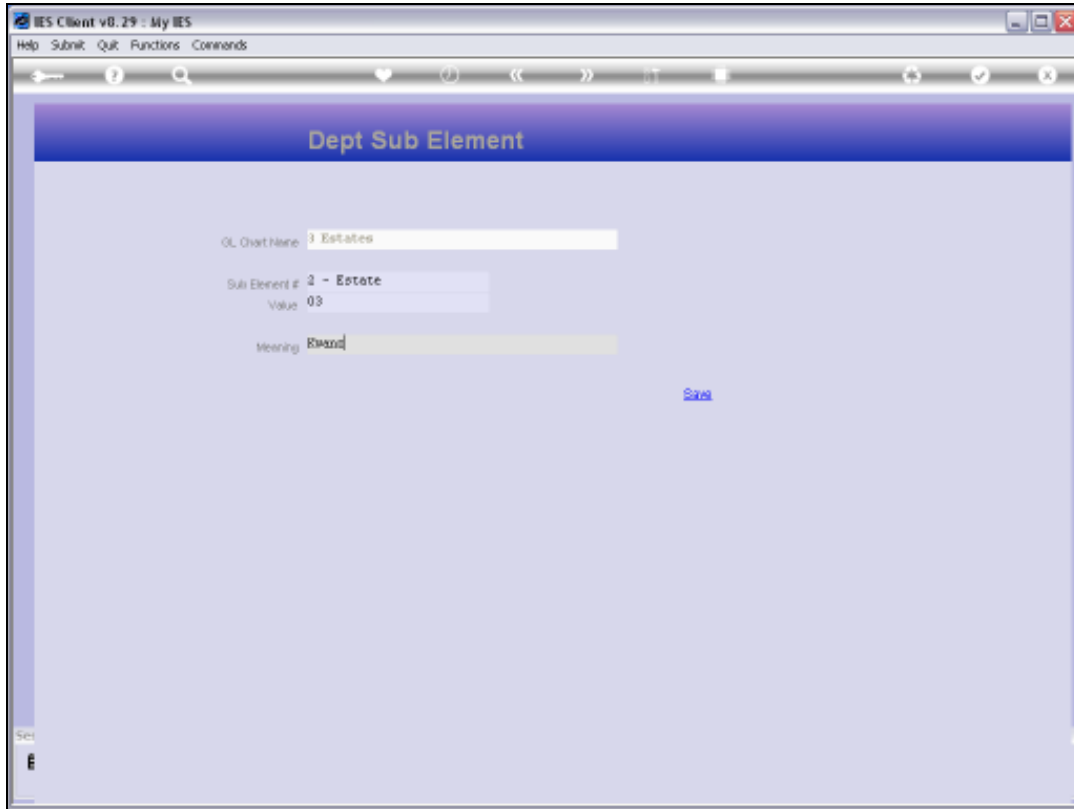 IES Client v8.29 : My IES
Help Submit Quit Functions Commands
Dept Sub Element
GL Chart Name 3 Estates
Sub Element # 2 - Estate
Value 03
Meaning
Save